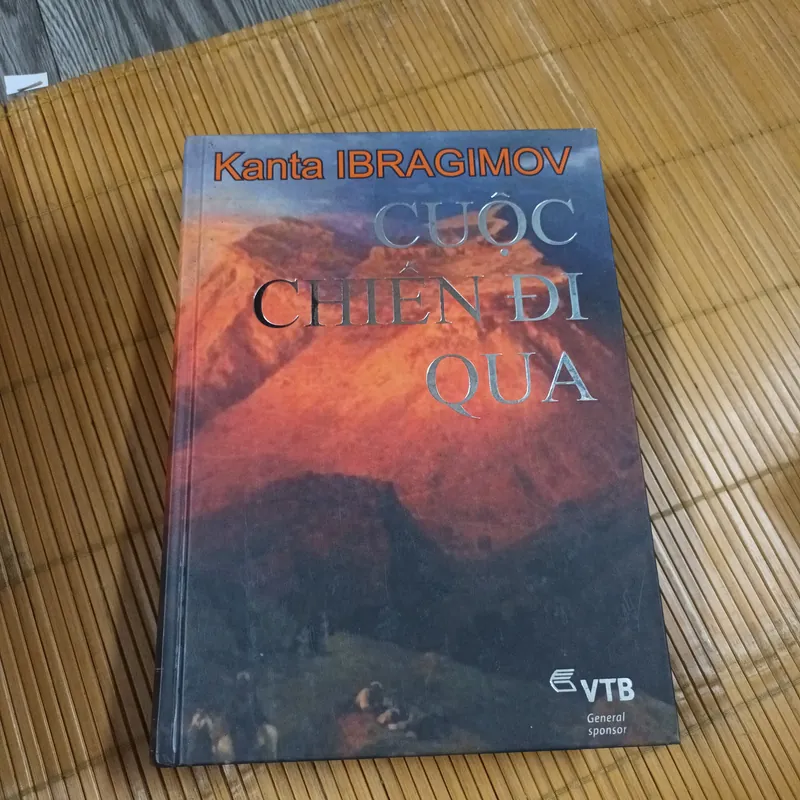 Kanta IBRAGIMOV
CUỘC
CHIẾN ĐI
QUA
VTB
General
sponsor